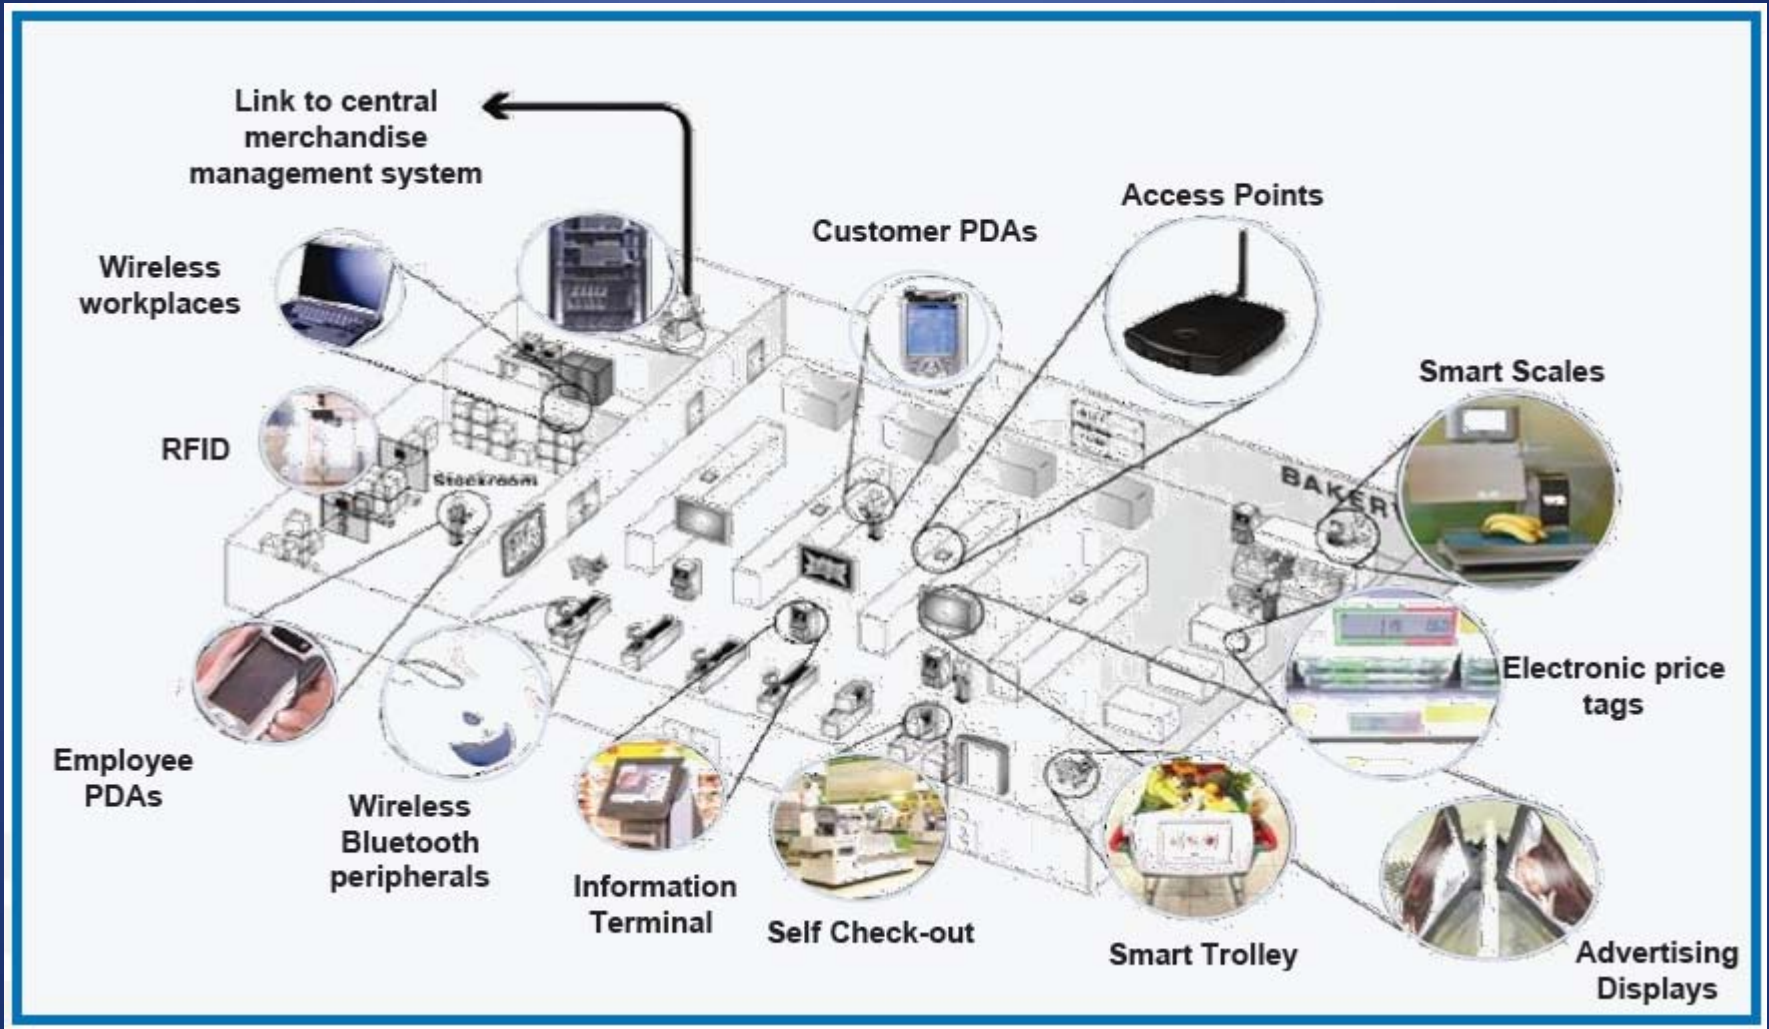 Link to central
merchandise
management system
Access Points
Customer PDAs
Wireless
workplaces
Smart Scales
RFID
Stockroom
BAKER
Electronic price
tags
Employee
PDAs
Wireless
Bluetooth
peripherals
Information
Terminal
Self Check-out
Smart Trolley
Advertising
Displays